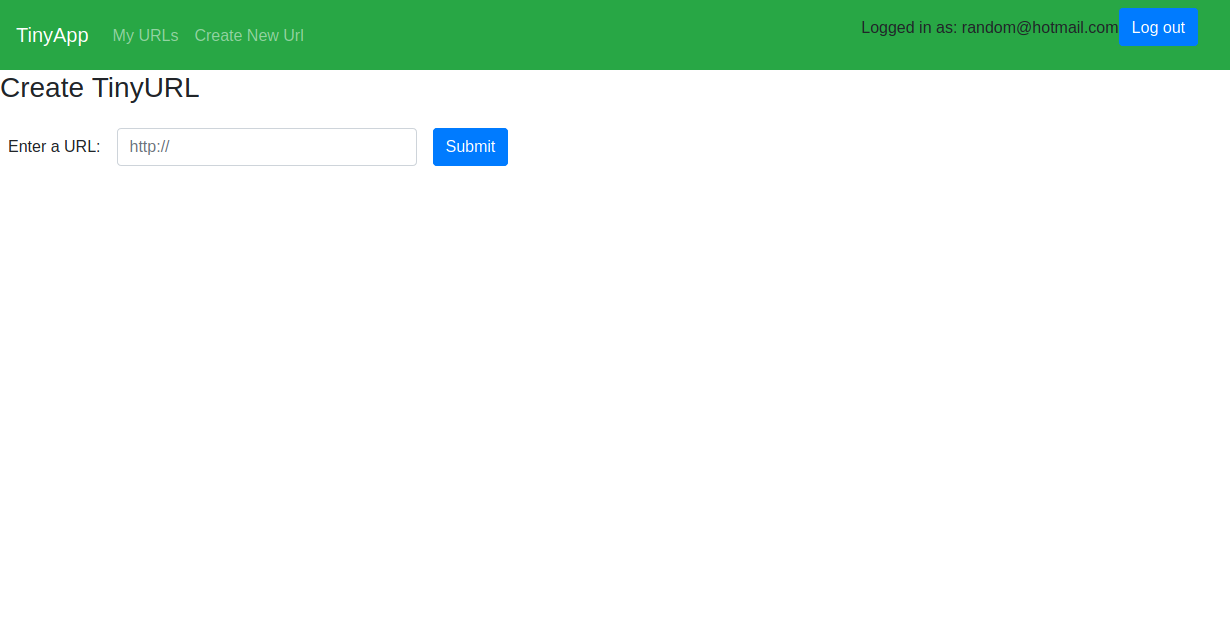 TinyApp My URLs Create New Url Logged in as: random@hotmail.com Log out
Create TinyURL
Enter a URL: http:// Submit